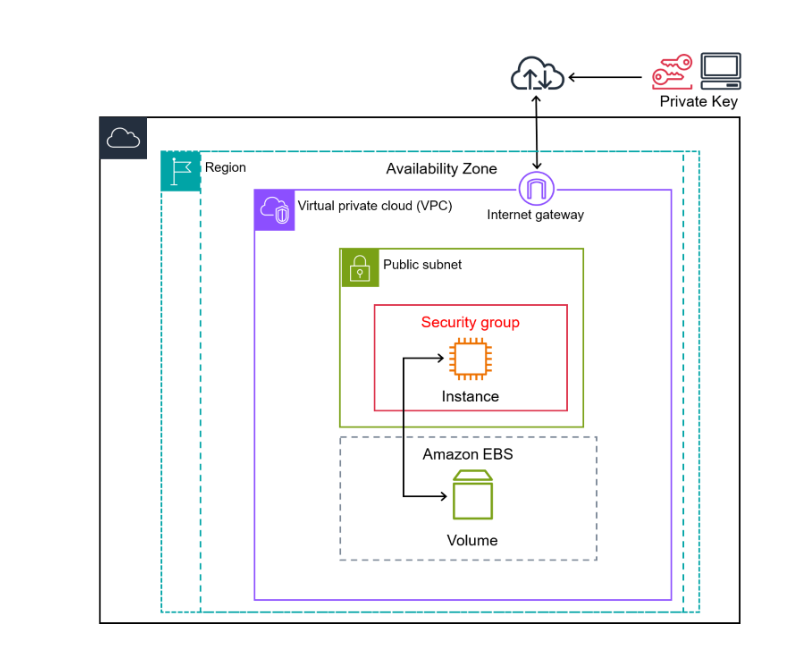 Private Key
Region
Availability Zone
Virtual private cloud (VPC)
Internet gateway
Public subnet
Security group
Instance
Amazon EBS
Volume